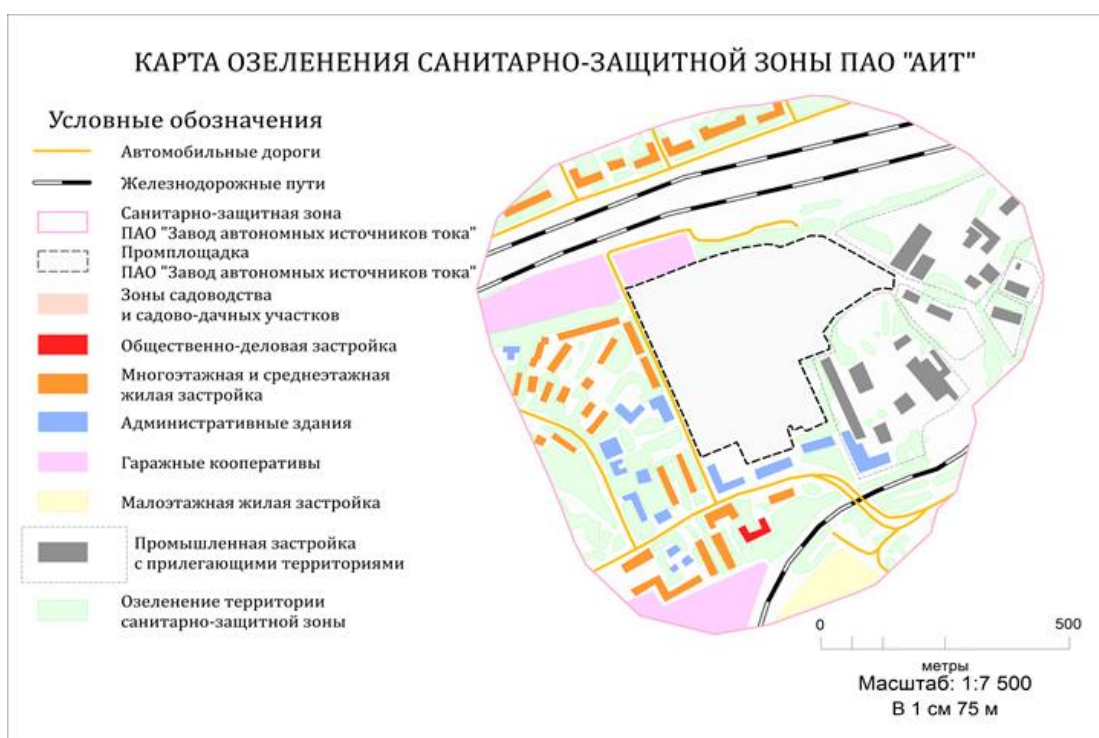 КАРТА ОЗЕЛЕНЕНИЯ САНИТАРНО-ЗАЩИТНОЙ ЗОНЫ ПАО "АИТ"
Условные обозначения
Автомобильные дороги
Железнодорожные пути
Санитарно-защитная зона
ПАО "Завод автономных источников тока"
Промплощадка
ПАО "Завод автономных источников тока"
Зоны садоводства
и садово-дачных участков
Общественно-деловая застройка
Многоэтажная и среднеэтажная
жилая застройка
Административные здания
Гаражные кооперативы
Малоэтажная жилая застройка
Промышленная застройка
с прилегающими территориями
Озеленение территории
санитарно-защитной зоны
0 500
метры
Масштаб: 1:7 500
В 1 см 75 м